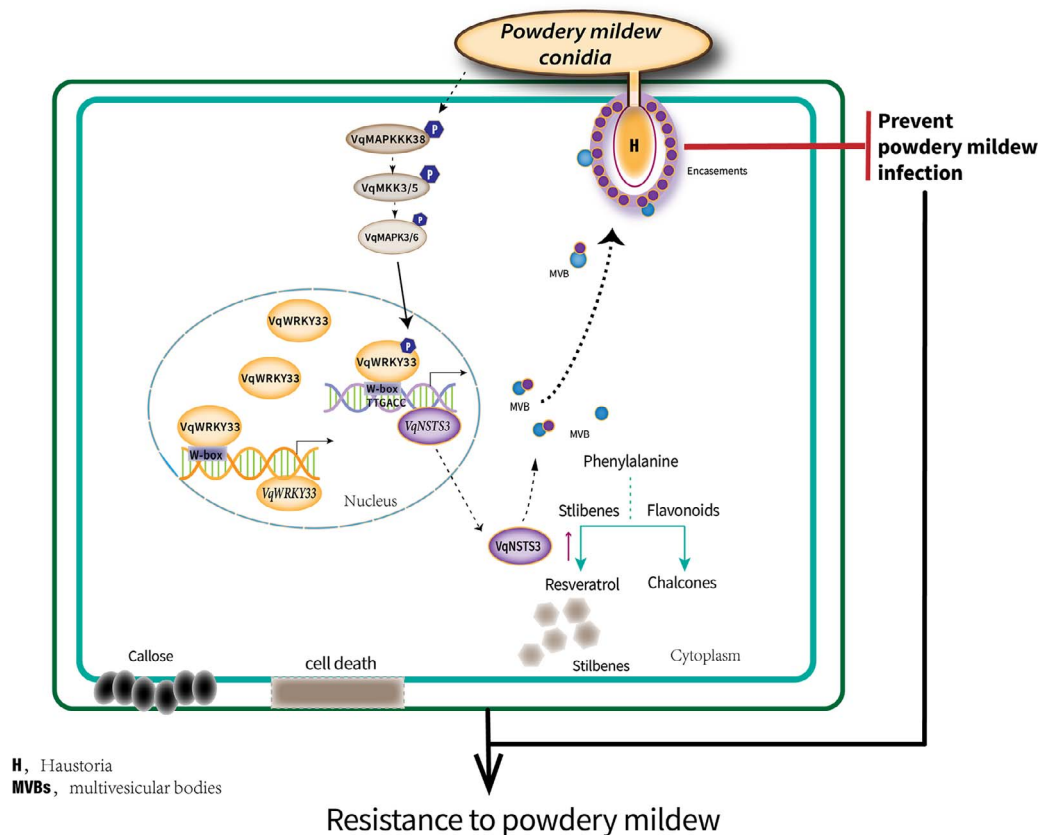 Powdery mildew
conidia
P
VqMAPKKK38
P
VqMKK3/5
P
VqMAPK3/6
H
Encasements
Prevent
powdery mildew
infection
MVB
VqWRKY33
P
VqWRKY33
VqWRKY33
W-box
TTGACC
VqNSTS3
VqWRKY33
W-box
VqWRKY33
Nucleus
MVB
MVB
Phenylalanine
Stlibenes
Flavonoids
VqNSTS3
Resveratrol
Chalcones
Stilbenes
Cytoplasm
Callose
cell death
H, Haustoria
MVBs, multivesicular bodies
Resistance to powdery mildew